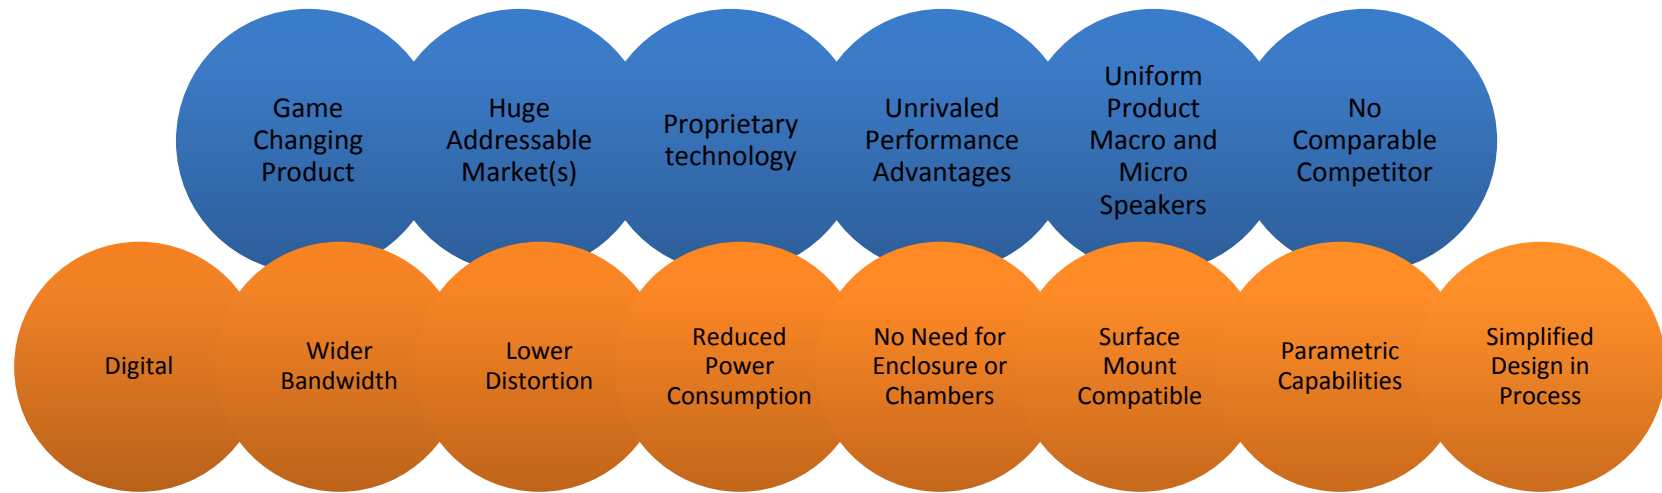 Game
Changing
Product
Huge
Addressable
Market(s)
Proprietary
technology
Unrivaled
Performance
Advantages
Uniform
Product
Macro and
Micro
Speakers
No
Comparable
Competitor
Digital
Wider
Bandwidth
Lower
Distortion
Reduced
Power
Consumption
No Need for
Enclosure or
Chambers
Surface
Mount
Compatible
Parametric
Capabilities
Simplified
Design in
Process